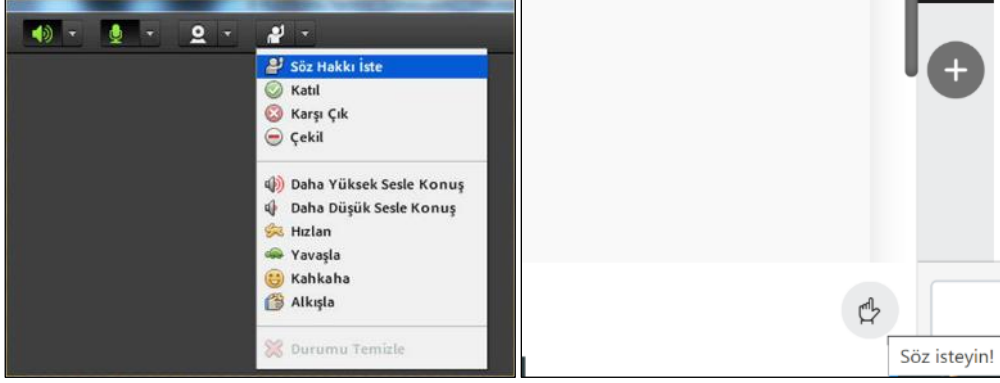 Söz Hakkı İste
Katıl
Karşı Çık
Çekil
Daha Yüksek Sesle Konuş
Daha Düşük Sesle Konuş
Hızlan
Yavaşla
Kahkaha
Alkışla
Durumu Temizle
Söz isteyin!